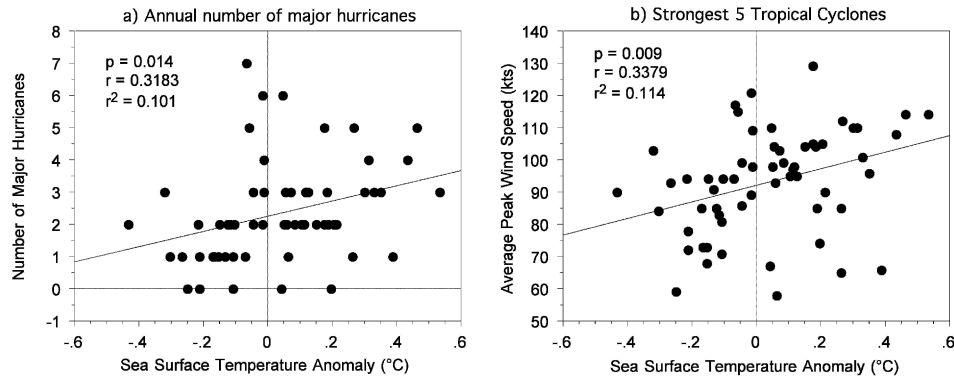 a) Annual number of major hurricanes
8
7
6
5
4
3
2
1
0
-1
Number of Major Hurricanes
p = 0.014
r = 0.3183
r2 = 0.101
-.6 -.4 -.2 0 .2 .4 .6
Sea Surface Temperature Anomaly (°C)
b) Strongest 5 Tropical Cyclones
140
130
120
110
100
90
80
70
60
50
Average Peak Wind Speed (kts)
p = 0.009
r = 0.3379
r2 = 0.114
-.6 -.4 -.2 0 .2 .4 .6
Sea Surface Temperature Anomaly (°C)